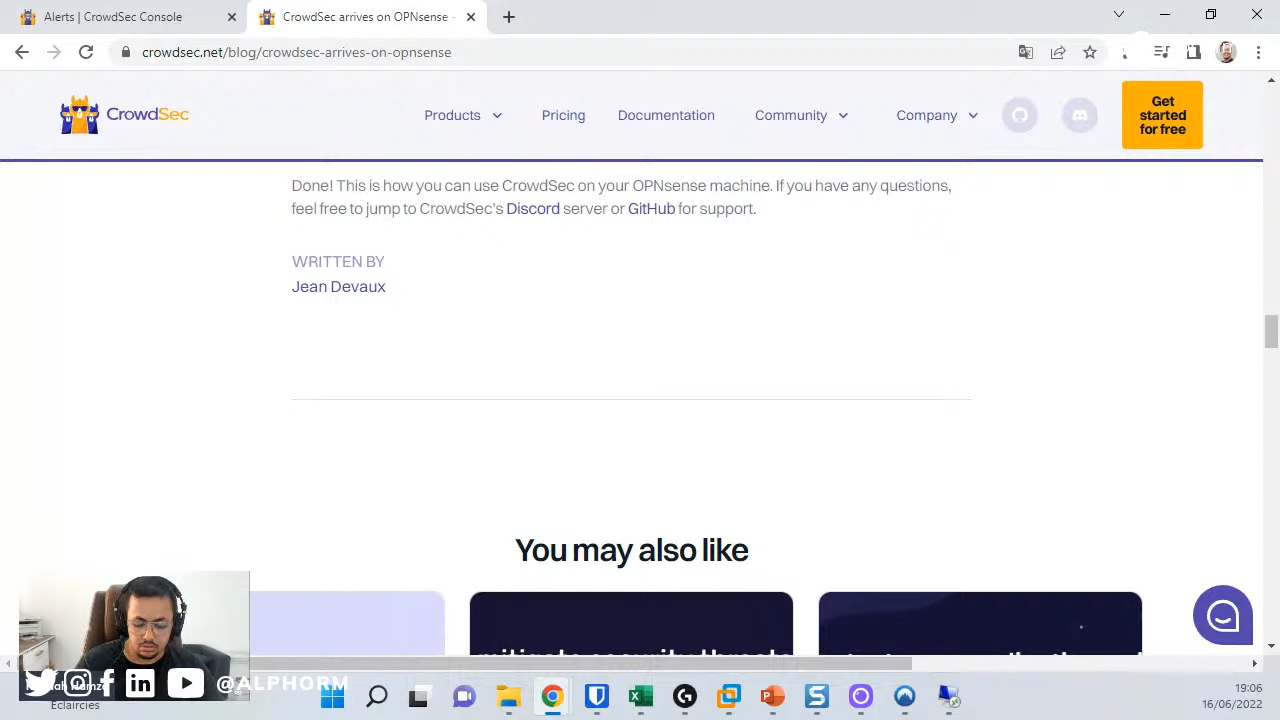 Alerts | CrowdSec Console
CrowdSec arrives on OPNsense -
crowdsec.net/blog/crowdsec-arrives-on-opnsense
CrowdSec
Products
Pricing
Documentation
Community
Company
Get
started
for free
Done! This is how you can use CrowdSec on your OPNsense machine. If you have any questions,
feel free to jump to CrowdSec's Discord server or GitHub for support.
WRITTEN BY
Jean Devaux
You may also like
mitigate security threats
@ALPHORM
Eclaircies
19:06
16/06/2022